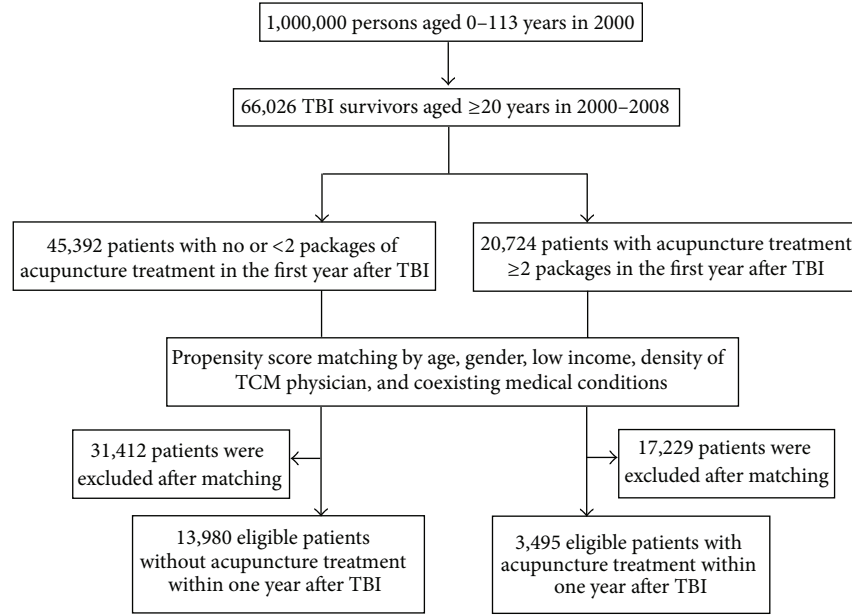 1,000,000 persons aged 0–113 years in 2000
66,026 TBI survivors aged ≥20 years in 2000–2008
45,392 patients with no or <2 packages of
acupuncture treatment in the first year after TBI
20,724 patients with acupuncture treatment
≥2 packages in the first year after TBI
Propensity score matching by age, gender, low income, density of
TCM physician, and coexisting medical conditions
31,412 patients were
excluded after matching
17,229 patients were
excluded after matching
13,980 eligible patients
without acupuncture treatment
within one year after TBI
3,495 eligible patients with
acupuncture treatment within
one year after TBI